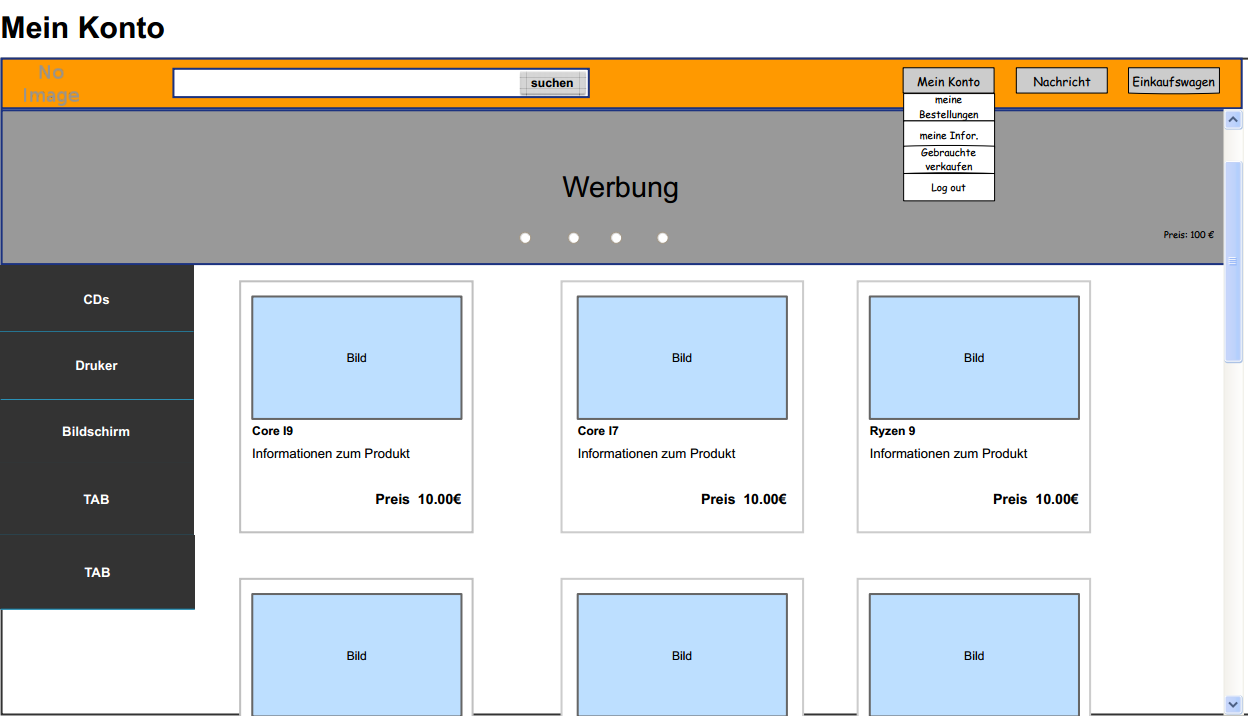 Mein Konto
No
Image
suchen
Mein Konto
Nachricht
Einkaufswagen
meine
Bestellungen
meine Infor.
Gebrauchte
verkaufen
Log out
Werbung
Preis: 100 €
CDs
Druker
Bildschirm
TAB
TAB
Bild
Core I9
Informationen zum Produkt
Preis 10.00€
Bild
Core I7
Informationen zum Produkt
Preis 10.00€
Bild
Ryzen 9
Informationen zum Produkt
Preis 10.00€
Bild
Bild
Bild